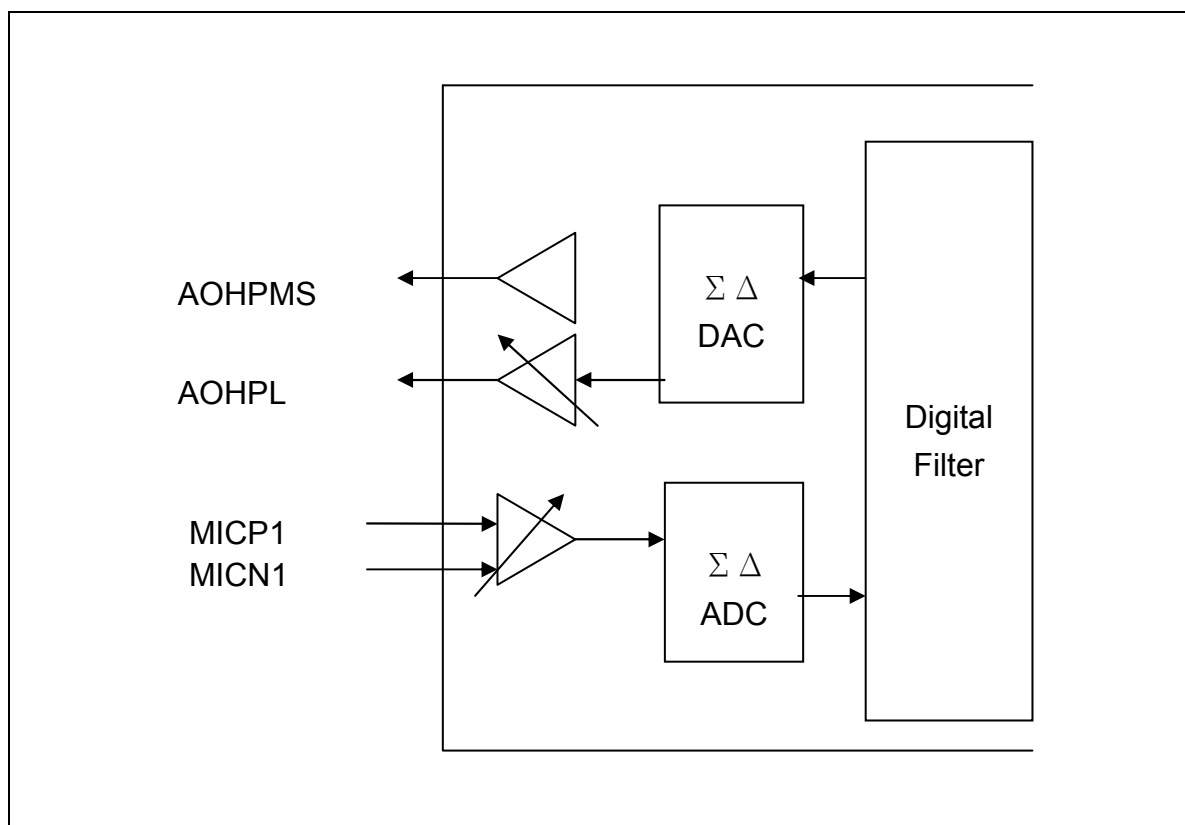 AOHPMS
AOHPL
MICP1
MICN1
Σ Δ
DAC
Σ Δ
ADC
Digital
Filter